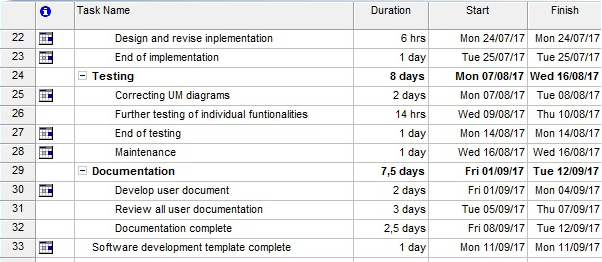 Task Name Duration Start Finish
22 Design and revise inplementation 6 hrs Mon 24/07/17 Mon 24/07/17
23 End of implementation 1 day Tue 25/07/17 Tue 25/07/17
24 Testing 8 days Mon 07/08/17 Wed 16/08/17
25 Correcting UM diagrams 2 days Mon 07/08/17 Tue 08/08/17
26 Further testing of individual funtionalities 14 hrs Wed 09/08/17 Thu 10/08/17
27 End of testing 1 day Mon 14/08/17 Mon 14/08/17
28 Maintenance 1 day Wed 16/08/17 Wed 16/08/17
29 Documentation 7,5 days Fri 01/09/17 Tue 12/09/17
30 Develop user document 2 days Fri 01/09/17 Mon 04/09/17
31 Review all user documentation 3 days Tue 05/09/17 Thu 07/09/17
32 Documentation complete 2,5 days Fri 08/09/17 Tue 12/09/17
33 Software development template complete 1 day Mon 11/09/17 Mon 11/09/17